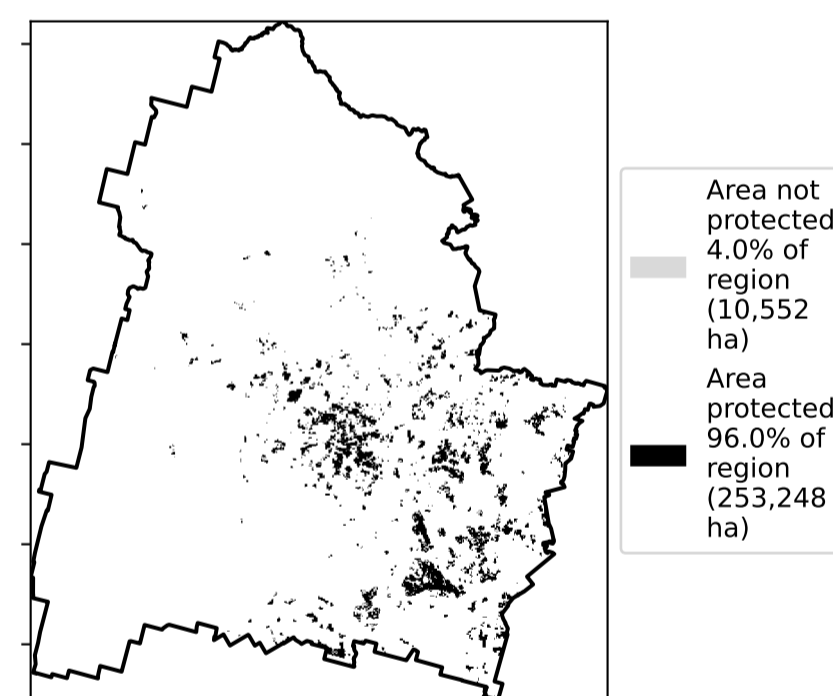 Area not
protected
4.0% of
region
(10,552
ha)
Area
protected
96.0% of
region
(253,248
ha)